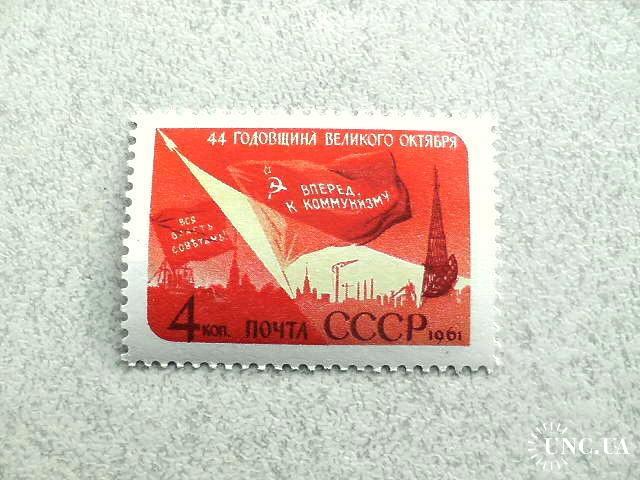 44 ГОДОВЩИНА ВЕЛИКОГО ОКТЯБРЯ
ВПЕРЕД,
К КОММУНИЗМУ
ВСЯ
ВЛАСТЬ
СОВЕТАМ!
4 КОП. ПОЧТА СССР 1961
UNC.UA